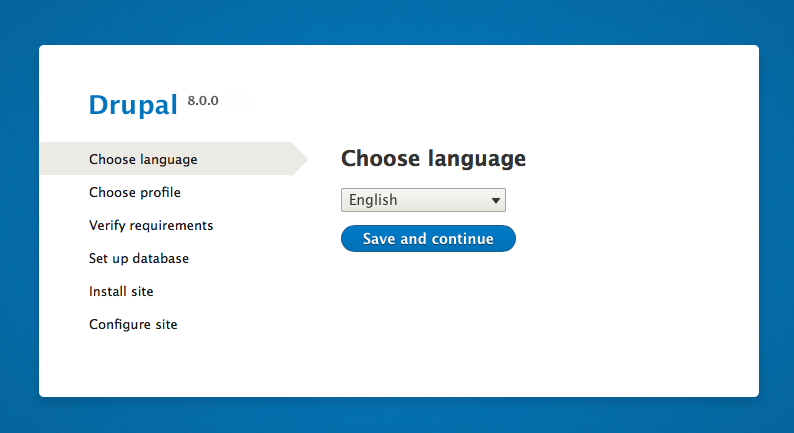 Drupal 8.0.0
Choose language
Choose profile
Verify requirements
Set up database
Install site
Configure site
Choose language
English
Save and continue